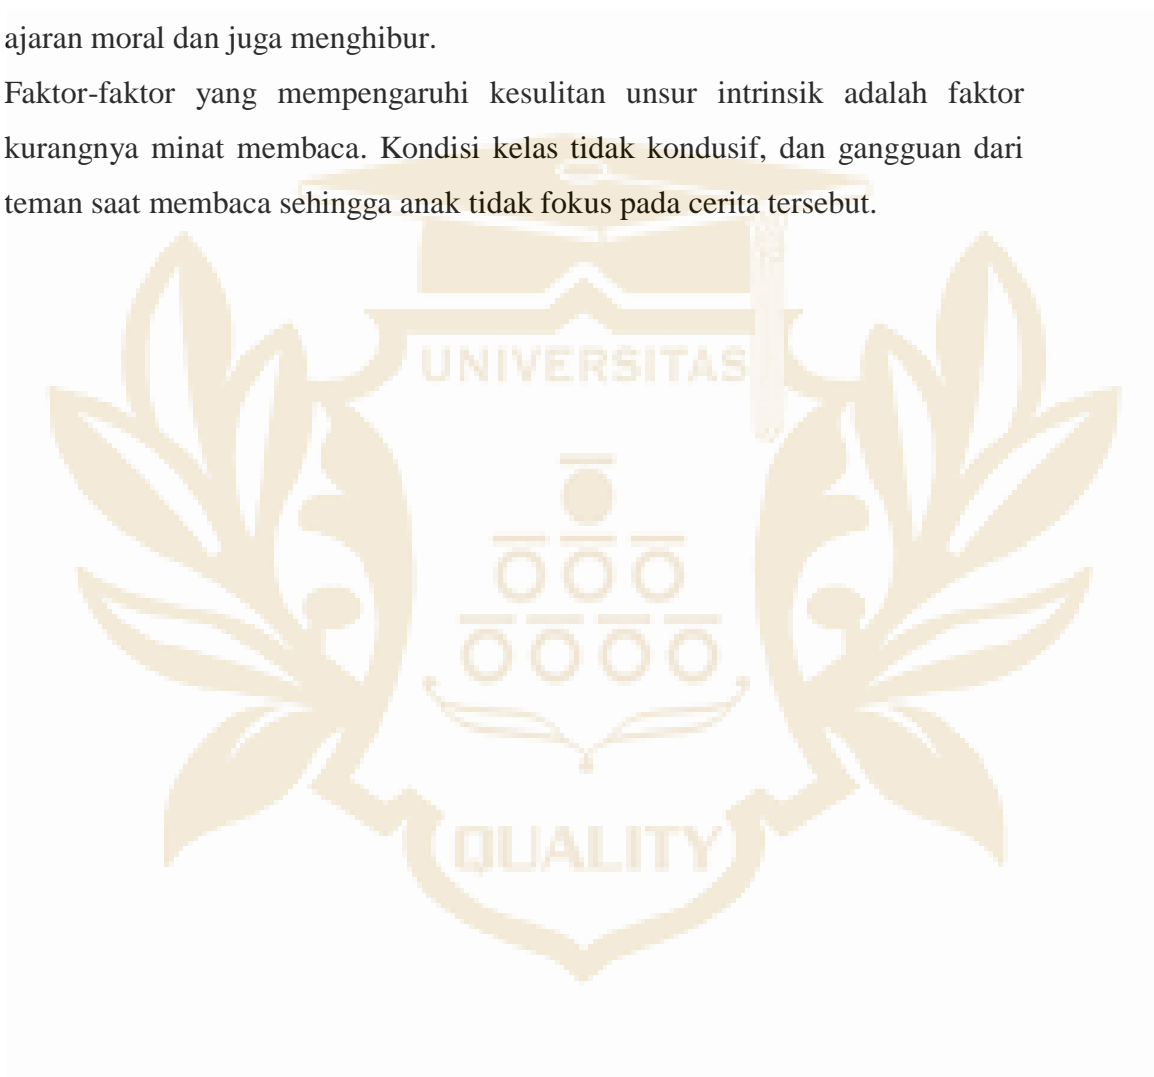 ajaran moral dan juga menghibur.
Faktor-faktor yang mempengaruhi kesulitan unsur intrinsik adalah faktor
kurangnya minat membaca. Kondisi kelas tidak kondusif, dan gangguan dari
teman saat membaca sehingga anak tidak fokus pada cerita tersebut.
UNIVERSITAS
QUALITY